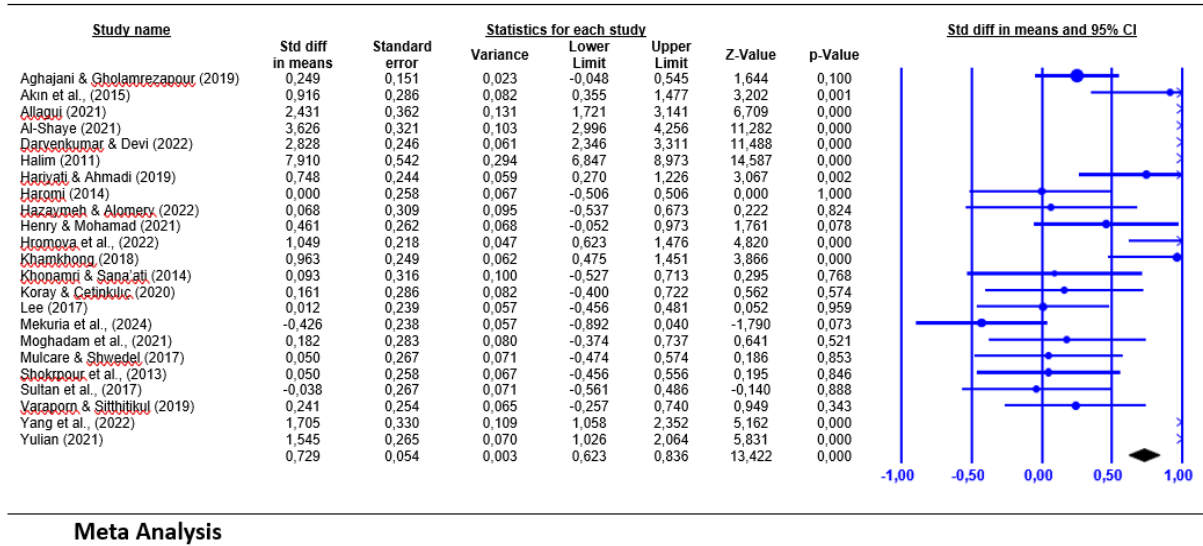 Study name Statistics for each study Std diff in means and 95% CI
Std diff in means Standard error Variance Lower Limit Upper Limit Z-Value p-Value
Aghajani & Gholamrezapour (2019) 0,249 0,151 0,023 -0,048 0,545 1,644 0,100
Akın et al., (2015) 0,916 0,286 0,082 0,355 1,477 3,202 0,001
Allagui (2021) 2,431 0,362 0,131 1,721 3,141 6,709 0,000
Al-Shaye (2021) 3,626 0,321 0,103 2,996 4,256 11,282 0,000
Darvenkumar & Devi (2022) 2,828 0,246 0,061 2,346 3,311 11,488 0,000
Halim (2011) 7,910 0,542 0,294 6,847 8,973 14,587 0,000
Hariyati & Ahmadi (2019) 0,748 0,244 0,059 0,270 1,226 3,067 0,002
Haromi (2014) 0,000 0,258 0,067 -0,506 0,506 0,000 1,000
Hazaymeh & Alomery (2022) 0,068 0,309 0,095 -0,537 0,673 0,222 0,824
Henry & Mohamad (2021) 0,461 0,262 0,068 -0,052 0,973 1,761 0,078
Hromova et al., (2022) 1,049 0,218 0,047 0,623 1,476 4,820 0,000
Khamkhong (2018) 0,963 0,249 0,062 0,475 1,451 3,866 0,000
Khonamri & Sana'ati (2014) 0,093 0,316 0,100 -0,527 0,713 0,295 0,768
Koray & Çetinkılıç (2020) 0,161 0,286 0,082 -0,400 0,722 0,562 0,574
Lee (2017) 0,012 0,239 0,057 -0,456 0,481 0,052 0,959
Mekuria et al., (2024) -0,426 0,238 0,057 -0,892 0,040 -1,790 0,073
Moghadam et al., (2021) 0,182 0,283 0,080 -0,374 0,737 0,641 0,521
Mulcare & Shwedel (2017) 0,050 0,267 0,071 -0,474 0,574 0,186 0,853
Shokrpour et al., (2013) 0,050 0,258 0,067 -0,456 0,556 0,195 0,846
Sultan et al., (2017) -0,038 0,267 0,071 -0,561 0,486 -0,140 0,888
Varaporn & Sitthitikul (2019) 0,241 0,254 0,065 -0,257 0,740 0,949 0,343
Yang et al., (2022) 1,705 0,330 0,109 1,058 2,352 5,162 0,000
Yulian (2021) 1,545 0,265 0,070 1,026 2,064 5,831 0,000
0,729 0,054 0,003 0,623 0,836 13,422 0,000
-1,00 -0,50 0,00 0,50 1,00
Meta Analysis